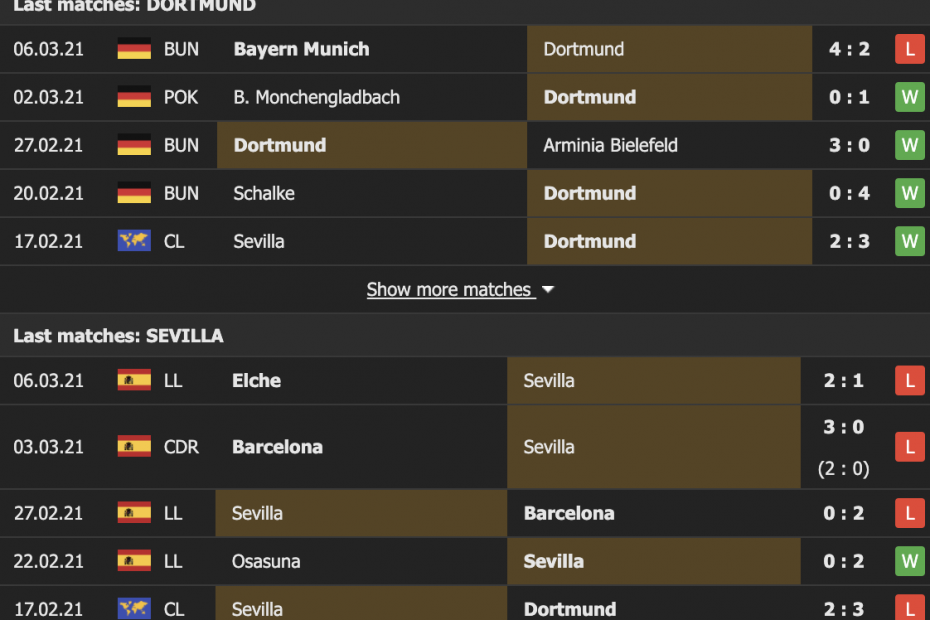 Last matches: DORTMUND
06.03.21 BUN Bayern Munich Dortmund 4 : 2 L
02.03.21 POK B. Monchengladbach Dortmund 0 : 1 W
27.02.21 BUN Dortmund Arminia Bielefeld 3 : 0 W
20.02.21 BUN Schalke Dortmund 0 : 4 W
17.02.21 CL Sevilla Dortmund 2 : 3 W
Show more matches
Last matches: SEVILLA
06.03.21 LL Elche Sevilla 2 : 1 L
03.03.21 CDR Barcelona Sevilla 3 : 0 L
(2 : 0)
27.02.21 LL Sevilla Barcelona 0 : 2 L
22.02.21 LL Osasuna Sevilla 0 : 2 W
17.02.21 CL Sevilla Dortmund 2 : 3 L